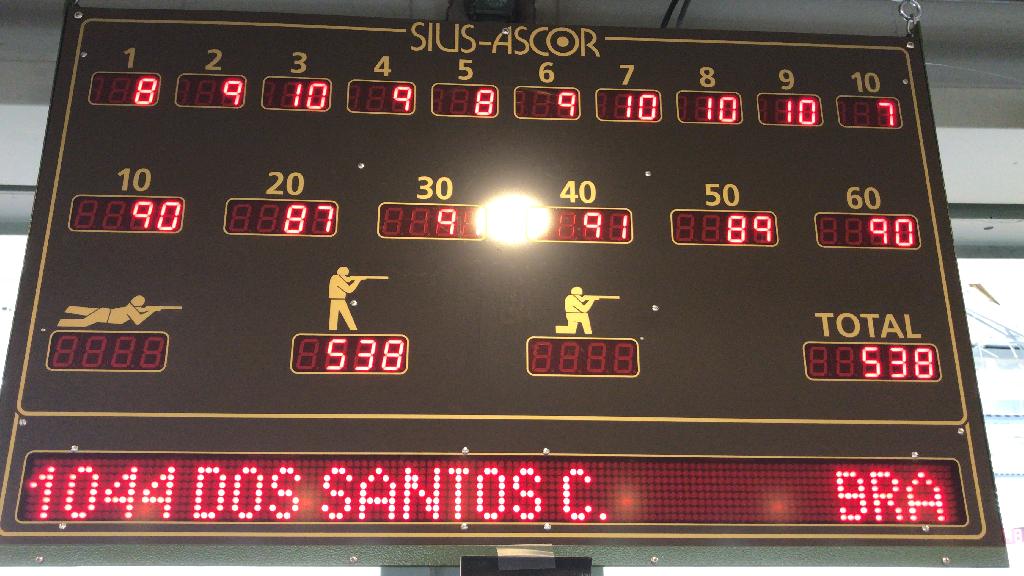 SIUS-ASCOR
1 2 3 4 5 6 7 8 9 10
8 9 10 9 8 9 10 10 10 7
10 20 30 40 50 60
90 87 91 89 90
TOTAL
538 538
1044 DOS SANTOS C. BRA